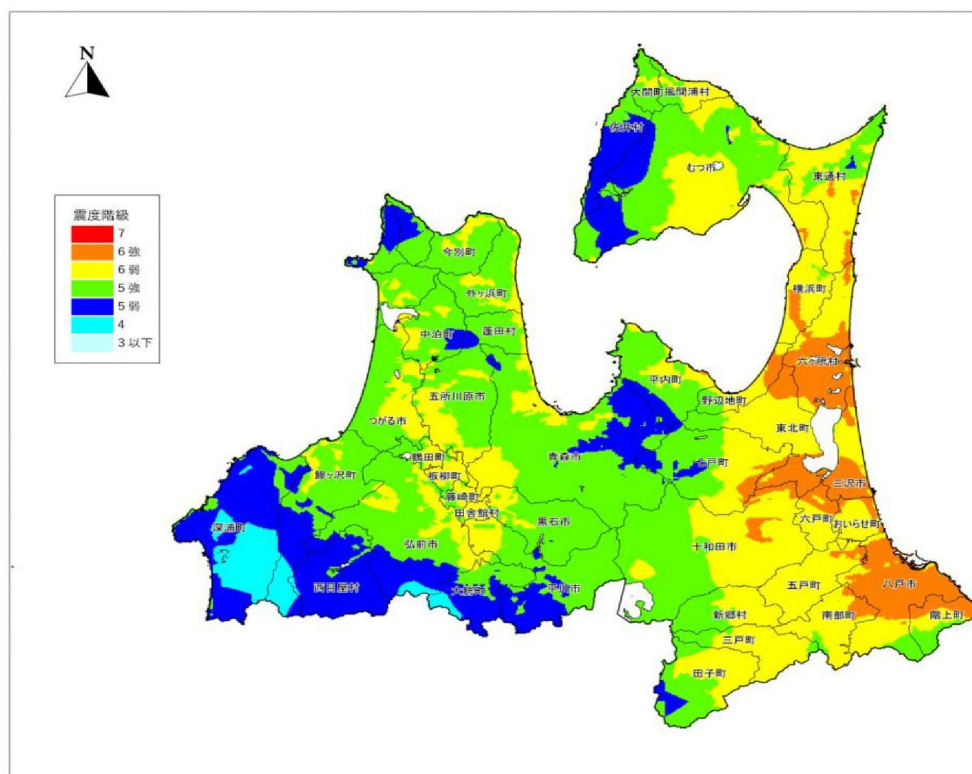 N
大間町 風間浦村
佐井村
むつ市
東通村
震度階級
7
6強
6弱
5強
5弱
4
3以下
今別町
外ヶ浜町
横浜町
中泊町
蓬田村
六ヶ所村
平内町
五所川原市
野辺地町
つがる市
東北町
鶴田町
青森市
七戸町
鰺ヶ沢町
板柳町
三沢市
藤崎町
田舎館村
黒石市
六戸町
おいらせ町
深浦町
弘前市
十和田市
西目屋村
大鰐町
平川市
五戸町
八戸市
新郷村
南部町
階上町
三戸町
田子町